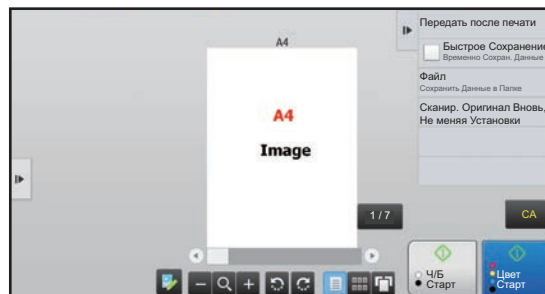 A4
A4
Image
1 / 7
Передать после печати
Быстрое Сохранение
Временно Сохран. Данные
Файл
Сохранить Данные в Папке
Сканир. Оригинал Вновь,
Не меняя Установки
CA
Ч/Б
Старт
Цвет
Старт